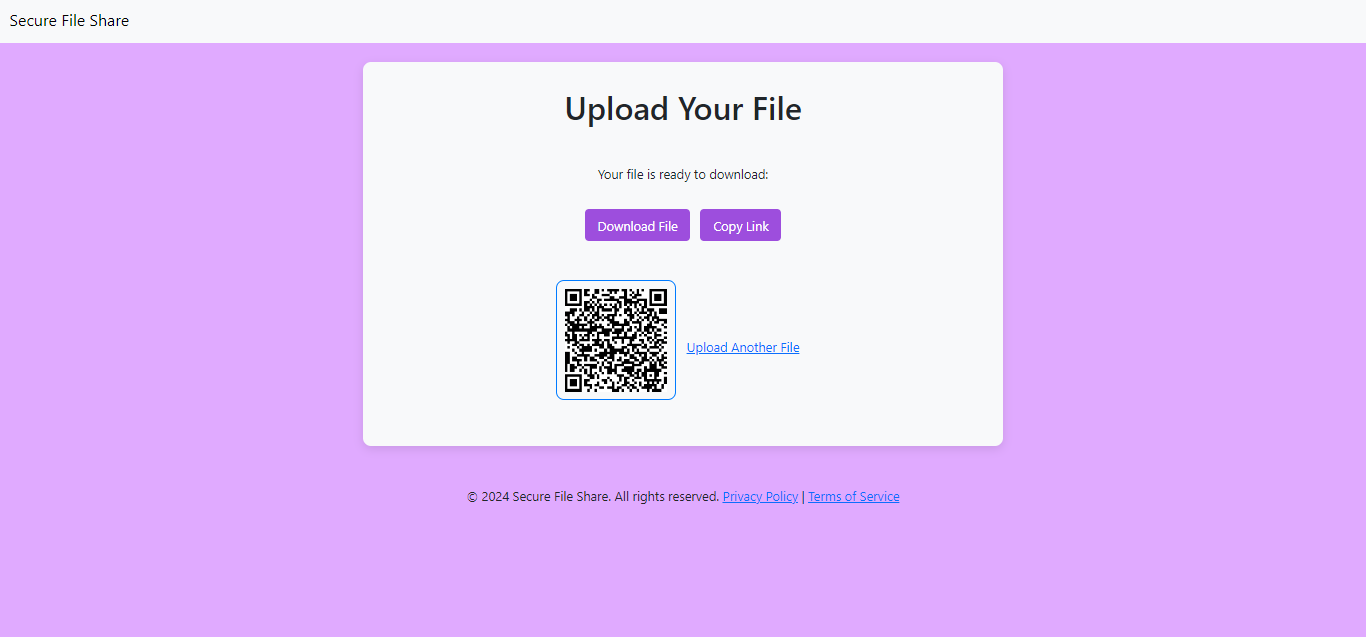 Secure File Share
Upload Your File
Your file is ready to download:
Download File
Copy Link
Upload Another File
© 2024 Secure File Share. All rights reserved. Privacy Policy | Terms of Service